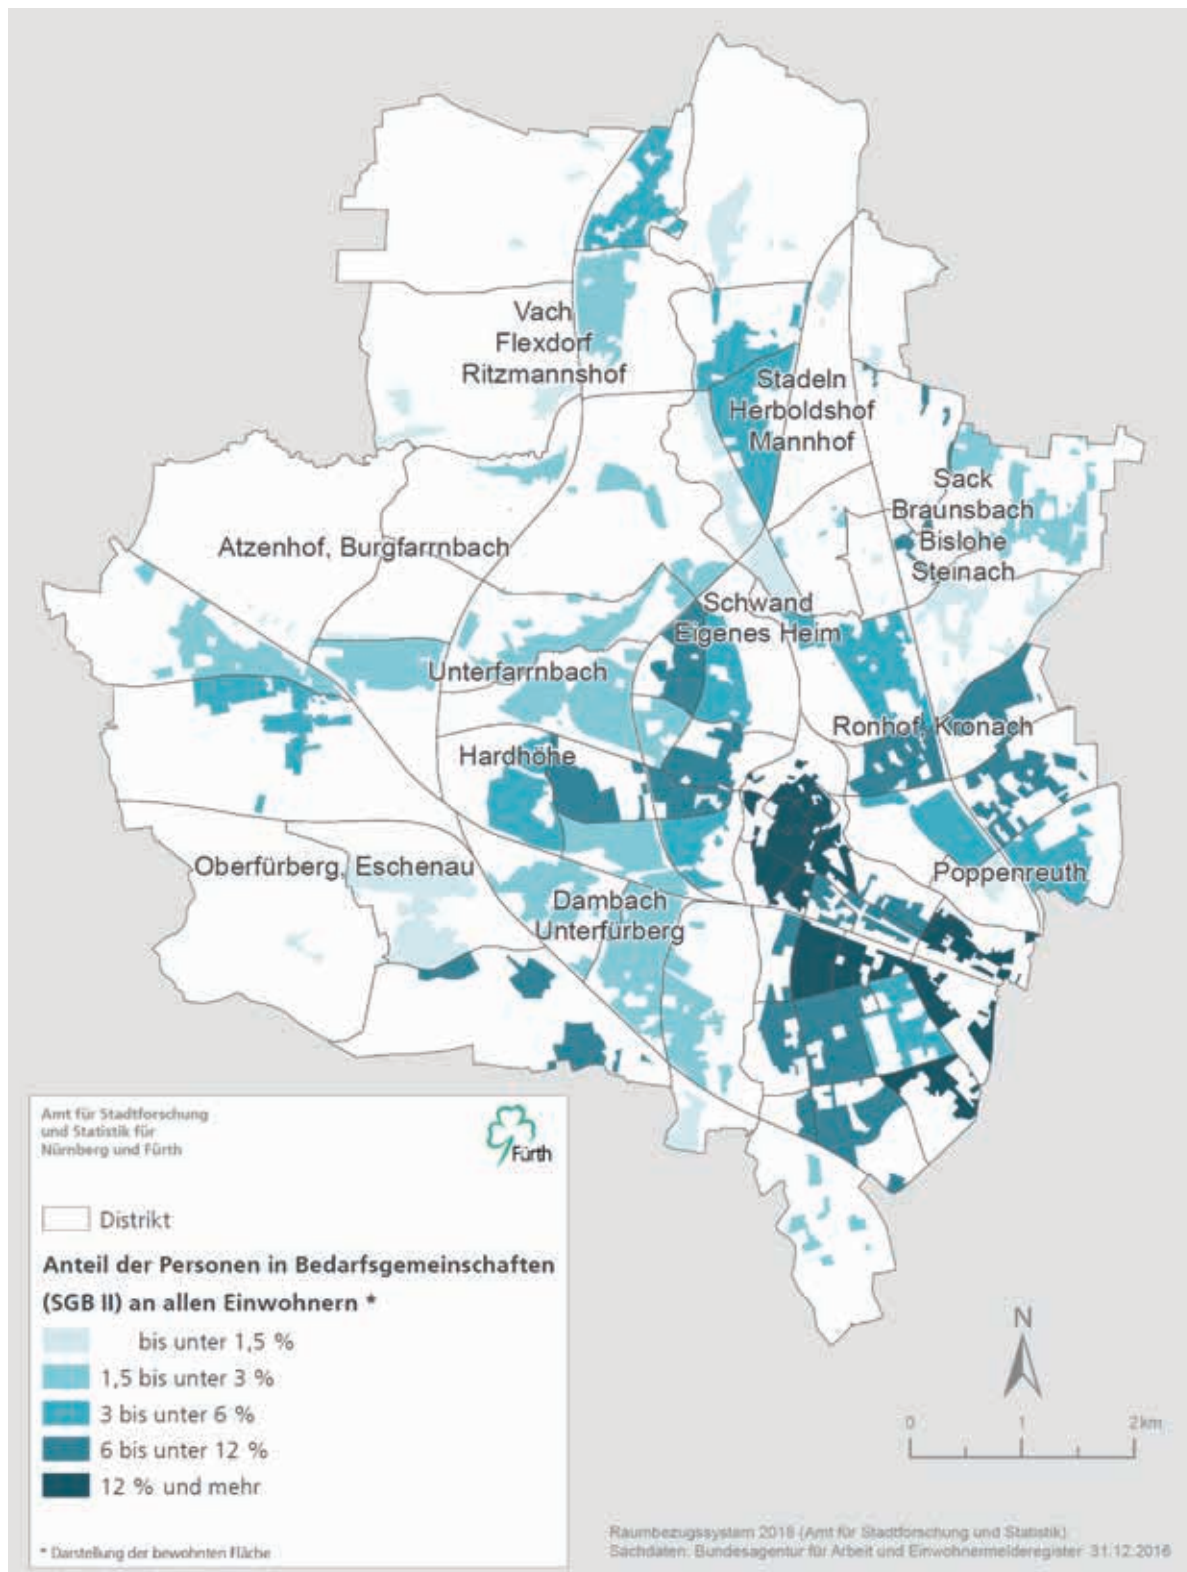 Vach
Flexdorf
Ritzmannshof
Stadeln
Herboldshof
Mannhof
Sack
Braunsbach
Bislohe
Steinach
Atzenhof, Burgfarrnbach
Schwand
Eigenes Heim
Unterfarrnbach
Ronhof, Kronach
Hardhöhe
Oberfürberg, Eschenau
Poppenreuth
Dambach
Unterfürberg
Amt für Stadtforschung
und Statistik für
Nürnberg und Fürth
Fürth
Distrikt
Anteil der Personen in Bedarfsgemeinschaften
(SGB II) an allen Einwohnern *
bis unter 1,5 %
1,5 bis unter 3 %
3 bis unter 6 %
6 bis unter 12 %
12 % und mehr
* Darstellung der bewohnten Fläche
N
0 1 2 km
Raumbezugssystem 2016 (Amt für Stadtforschung und Statistik)
Sachdaten: Bundesagentur für Arbeit und Einwohnermelderegister 31.12.2016